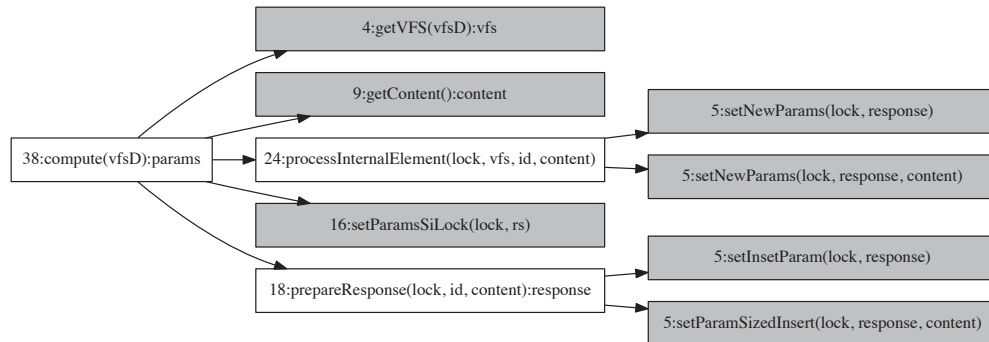 4:getVFS(vfsD):vfs
9:getContent():content
5:setNewParams(lock, response)
38:compute(vfsD):params
24:processInternalElement(lock, vfs, id, content)
5:setNewParams(lock, response, content)
16:setParamsSiLock(lock, rs)
5:setInsetParam(lock, response)
18:prepareResponse(lock, id, content):response
5:setParamSizedInsert(lock, response, content)